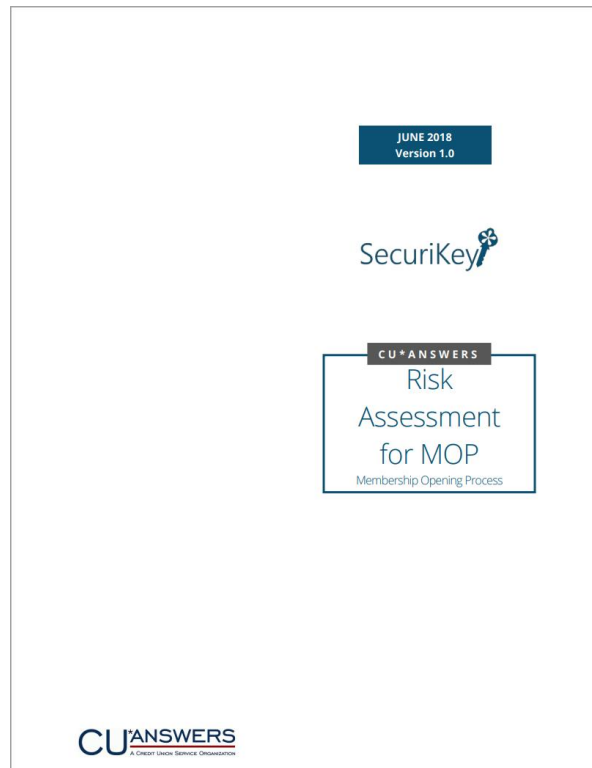 JUNE 2018
Version 1.0
SecuriKey
CU*ANSWERS
Risk
Assessment
for MOP
Membership Opening Process
CU*ANSWERS
A CREDIT UNION SERVICE ORGANIZATION